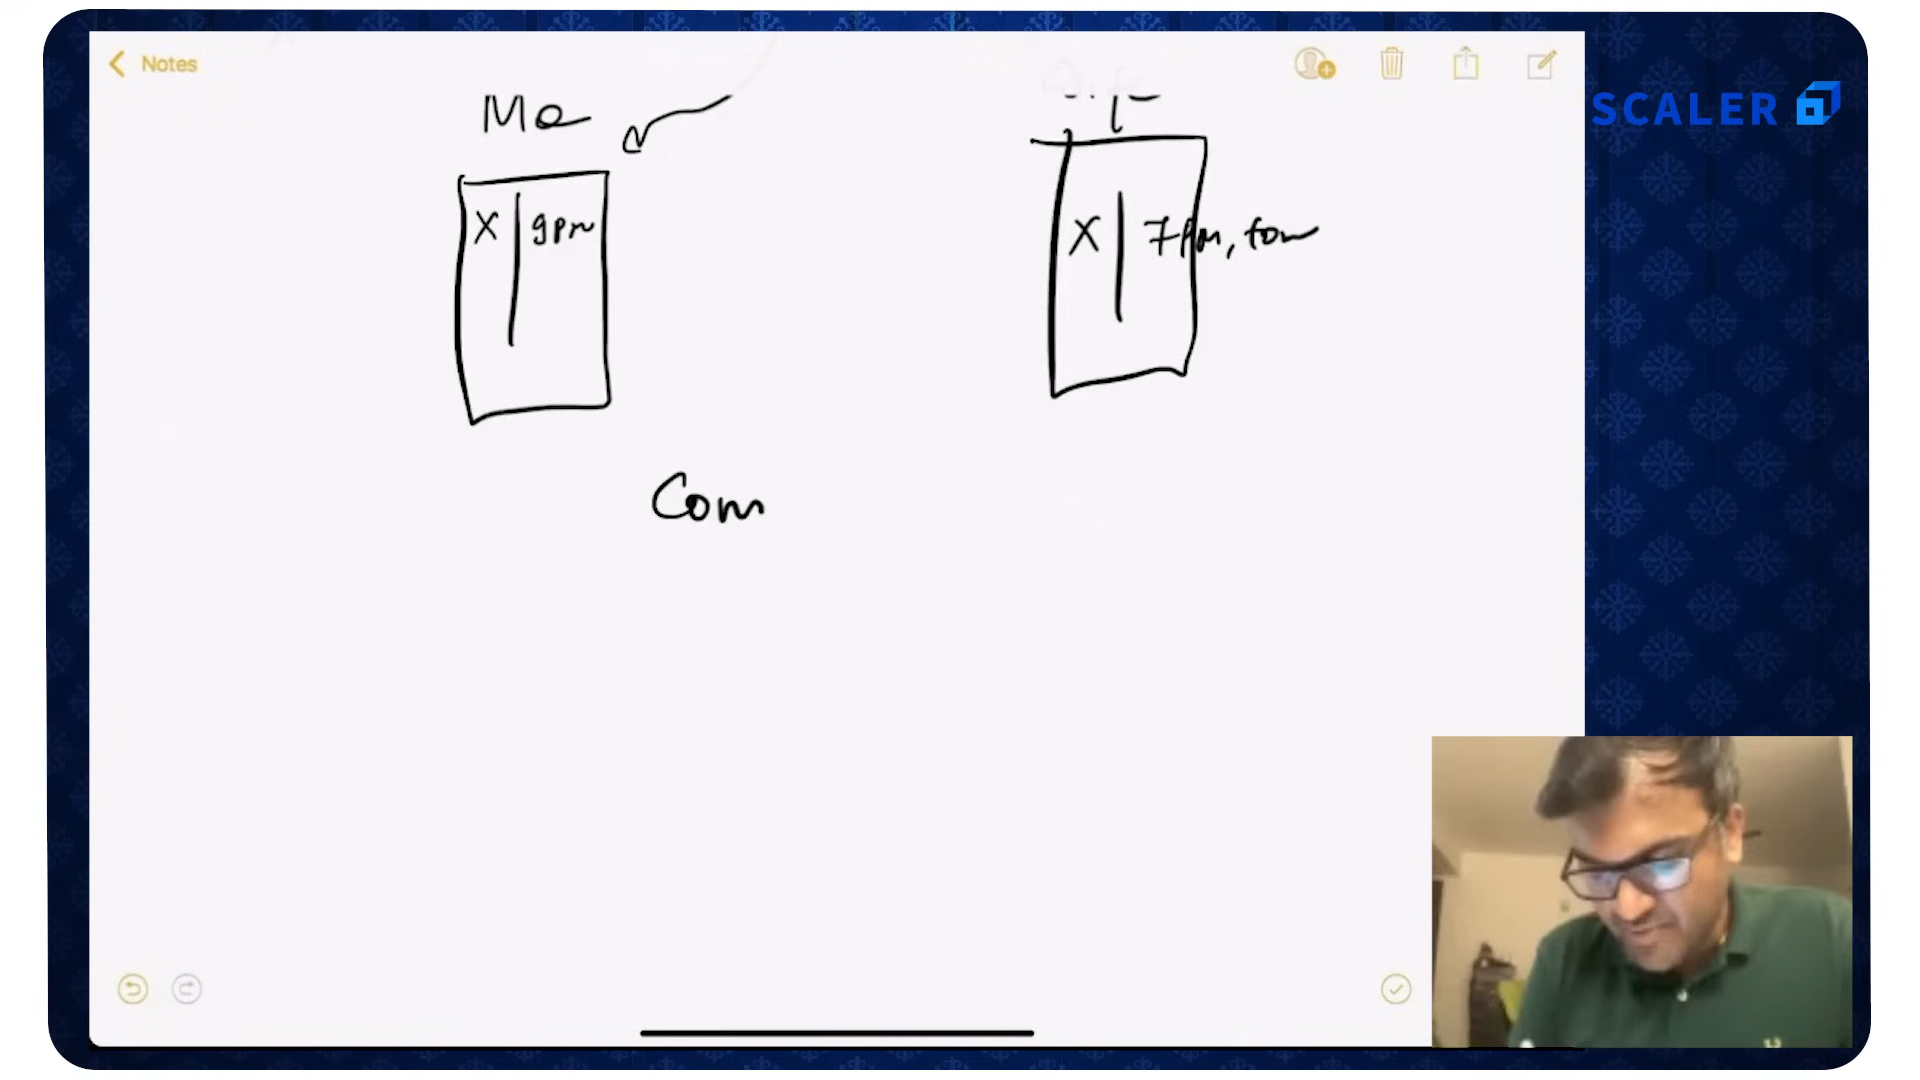 Notes
SCALER
Me
X 9pm
X 7pm, tom
Com